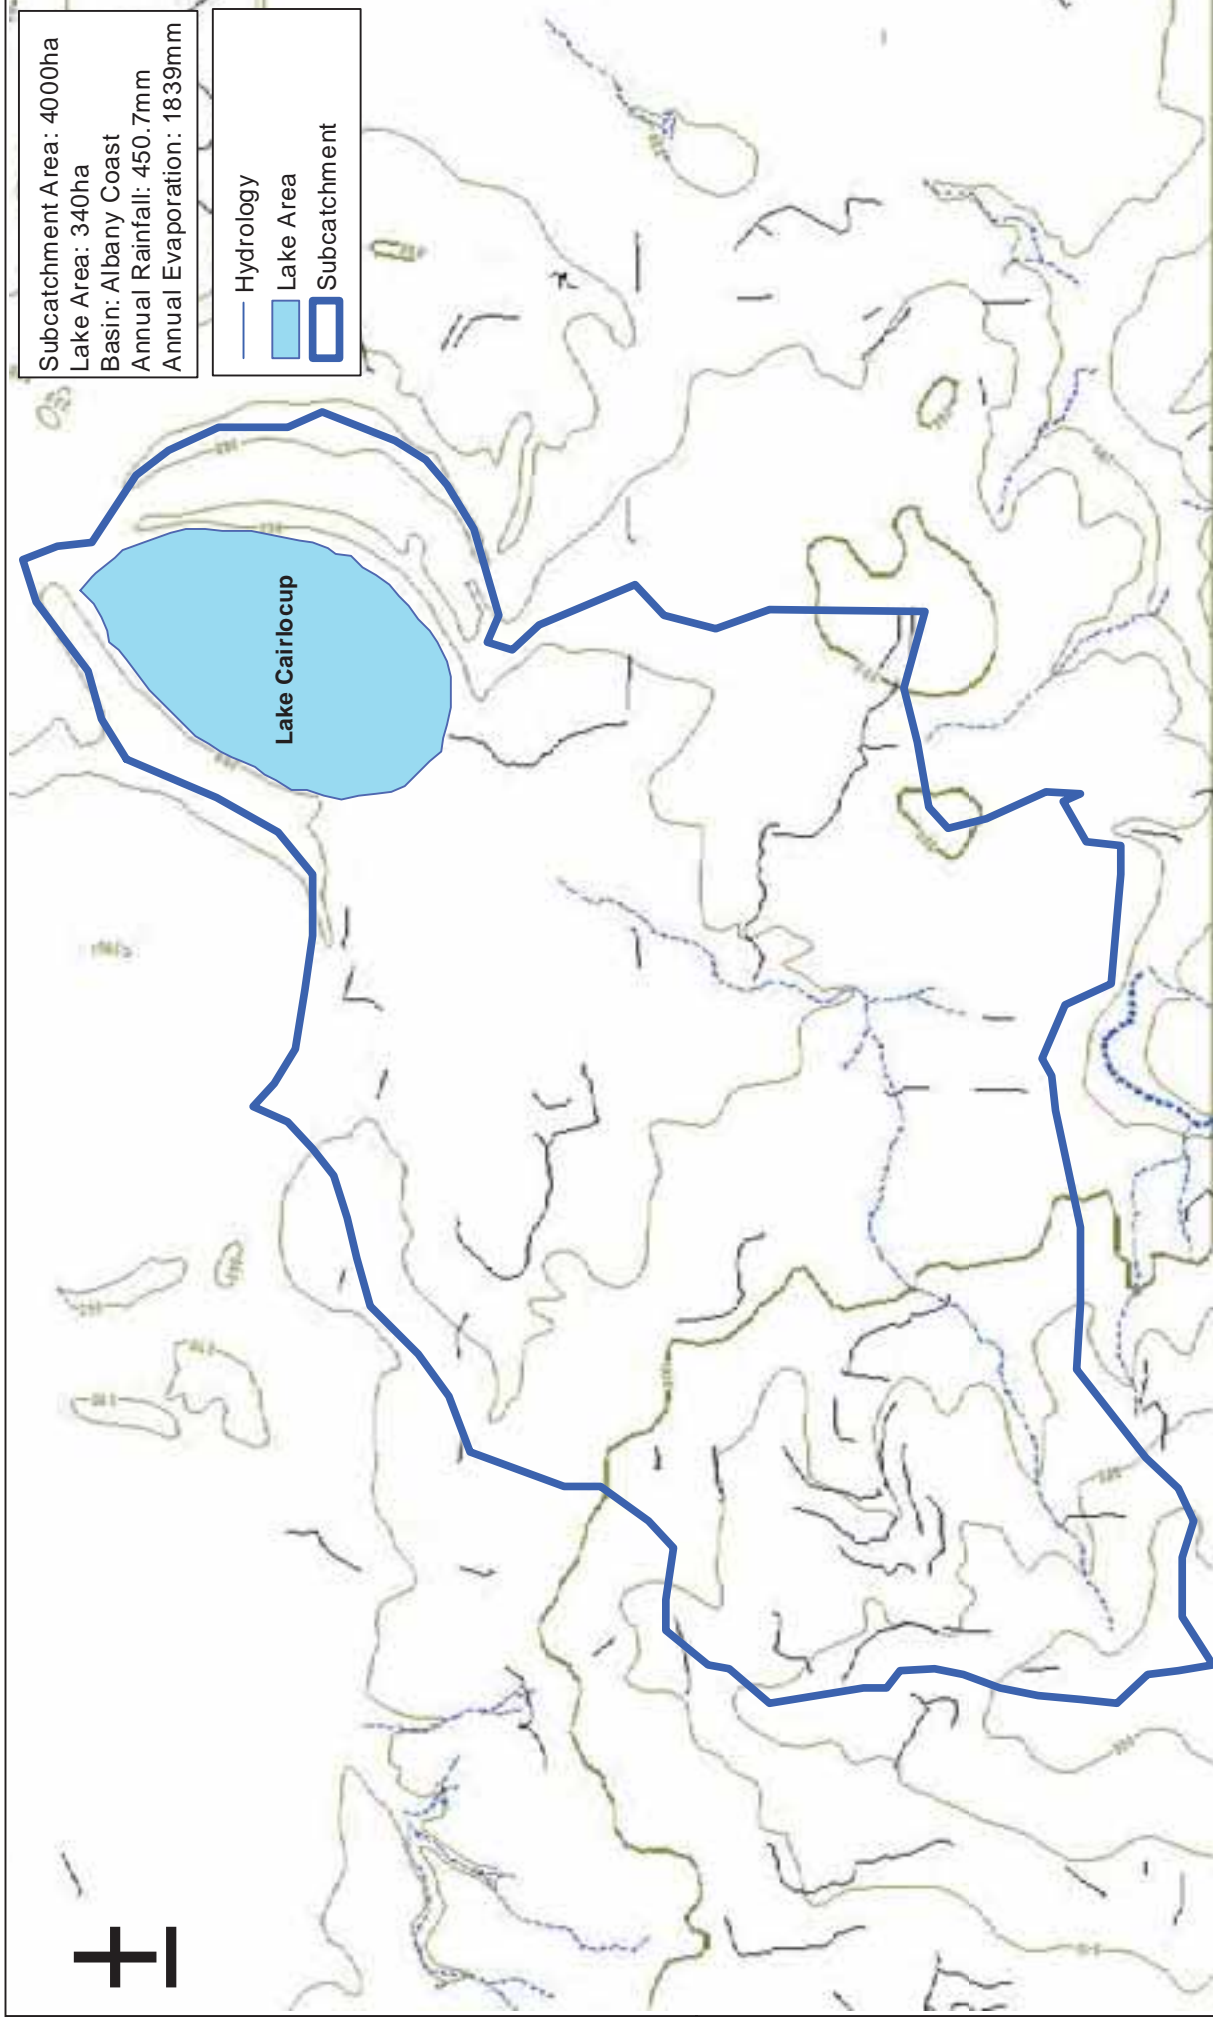 Subcatchment Area: 4000ha
Lake Area: 340ha
Basin: Albany Coast
Annual Rainfall: 450.7mm
Annual Evaporation: 1839mm
Hydrology
Lake Area
Subcatchment
Lake Cairlocup